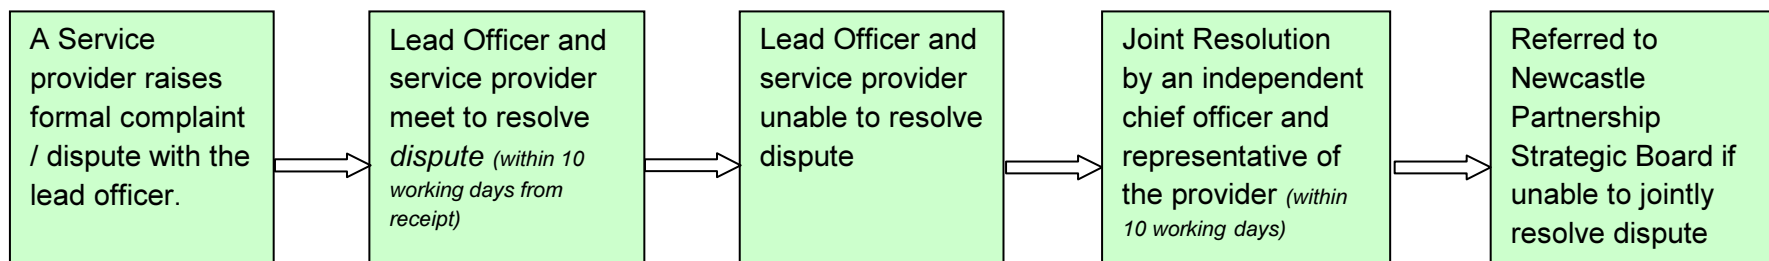 A Service
provider raises
formal complaint
/ dispute with the
lead officer.
Lead Officer and
service provider
meet to resolve
dispute (within 10
working days from
receipt)
Lead Officer and
service provider
unable to resolve
dispute
Joint Resolution
by an independent
chief officer and
representative of
the provider (within
10 working days)
Referred to
Newcastle
Partnership
Strategic Board if
unable to jointly
resolve dispute